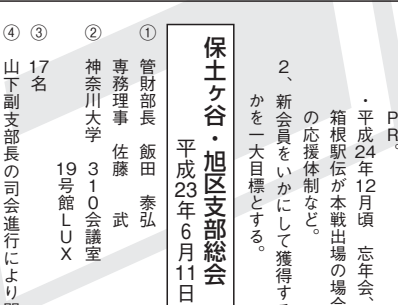 PR。
・平成24年12月頃　忘年会、
箱根駅伝が本戦出場の場合
の応援体制など。
2、新会員をいかにして獲得する
かを一大目標とする。
保土ヶ谷・旭区支部総会
平成23年6月11日
① 管財部長　飯田　泰弘
専務理事　佐藤　武
② 神奈川大学　310会議室
19号館LUX
③ 17名
④ 山下副支部長の司会進行により